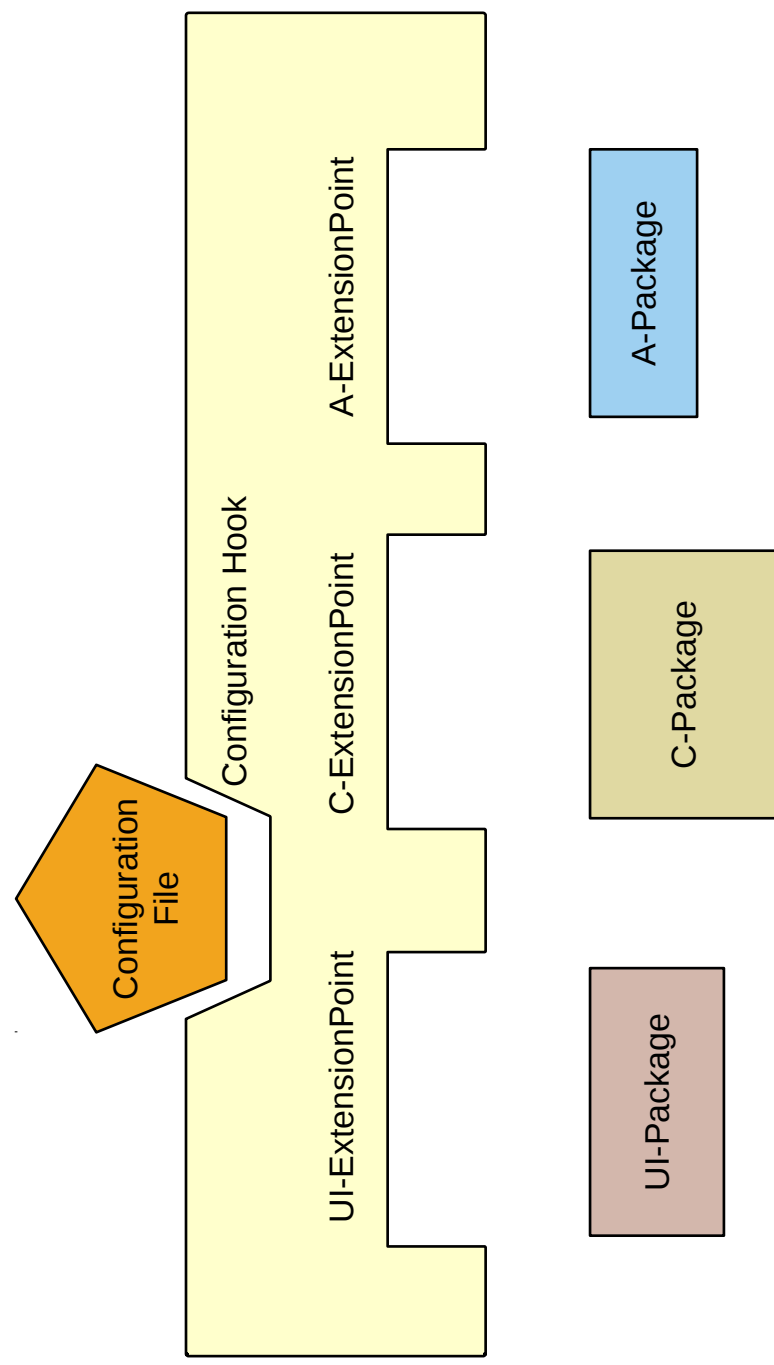 Configuration
File
Configuration Hook
UI-ExtensionPoint
C-ExtensionPoint
A-ExtensionPoint
UI-Package
C-Package
A-Package